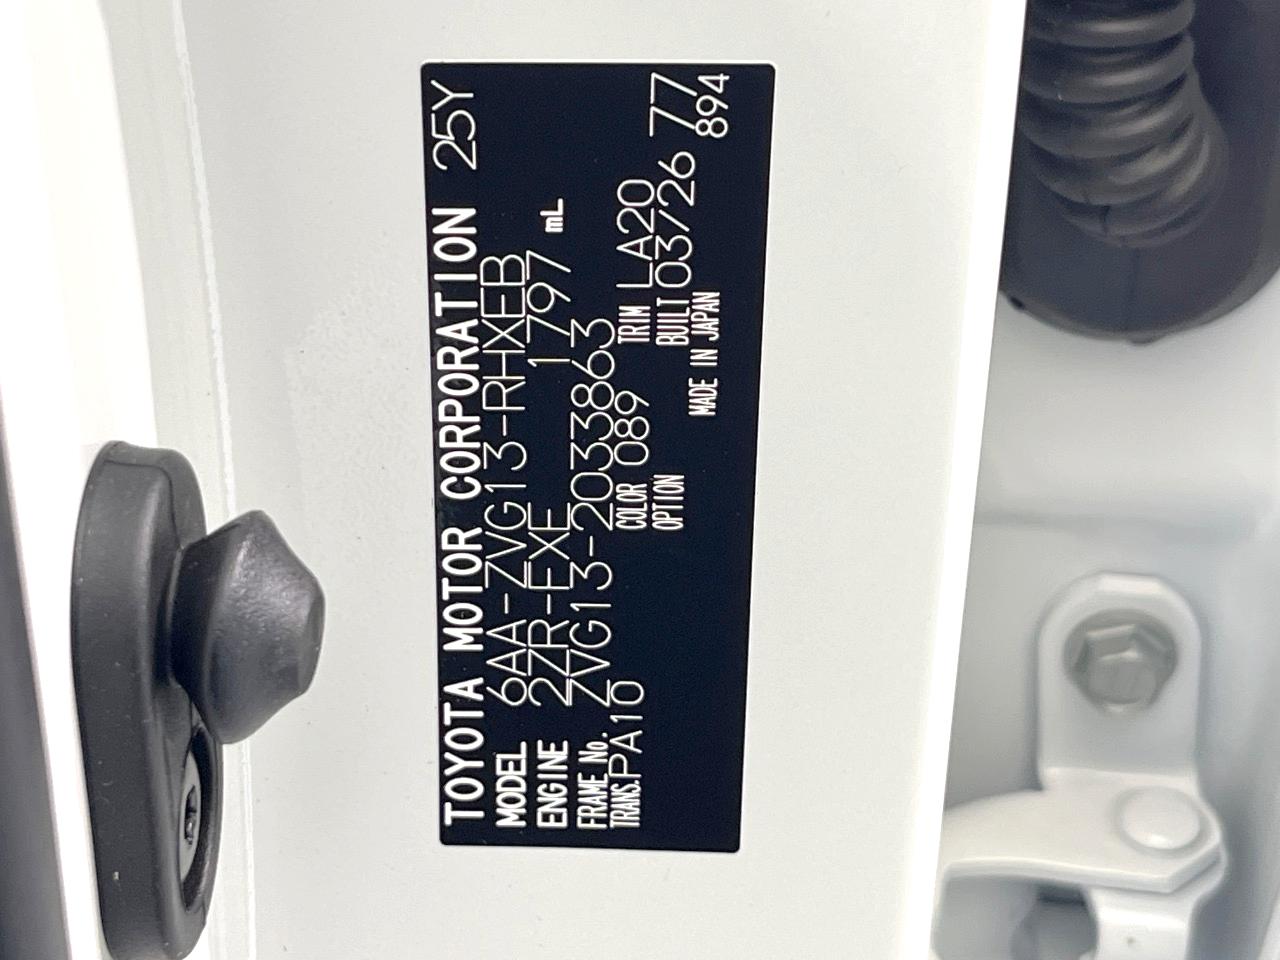 TOYOTA MOTOR CORPORATION 25Y
MODEL 6AA-ZVG13-RHXEB
ENGINE 2ZR-FXE 1797 mL
FRAME No. ZVG13-2033863
TRANS. PA10 COLOR 089 TRIM LA20
OPTION BUILT 03/26 77
MADE IN JAPAN 894